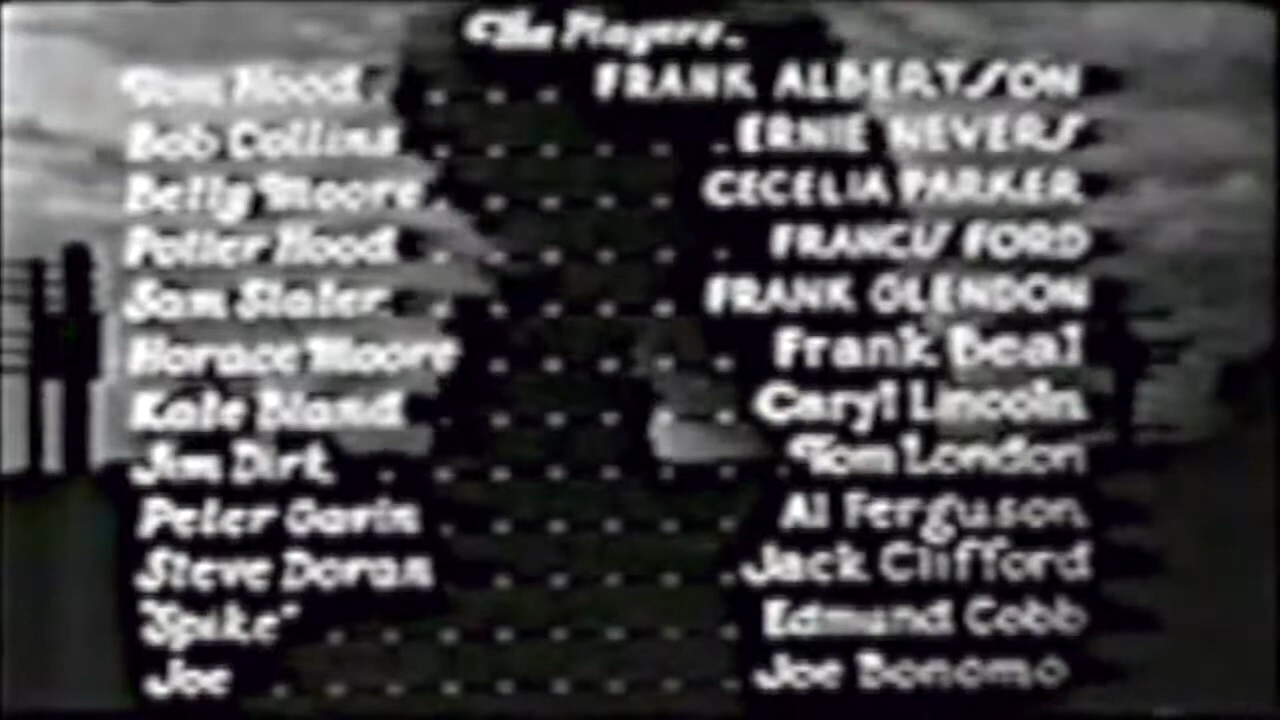 The Players..
Tom Hood . . . FRANK ALBERTSON
Bob Collins . . . . . . ERNIE NEVERS
Betty Moore . . . . . CECELIA PARKER
Potter Hood . . . . . . FRANCIS FORD
Sam Slater . . . . . FRANK GLENDON
Horace Moore . . . . . Frank Beal
Kate Bland . . . . . . Caryl Lincoln
Jim Dirk . . . . . . . . Tom London
Peter Gavin . . . . . . Al Ferguson
Steve Doran . . . . . Jack Clifford
"Spike" . . . . . . . . Edmund Cobb
Joe . . . . . . . . . Joe Bonomo